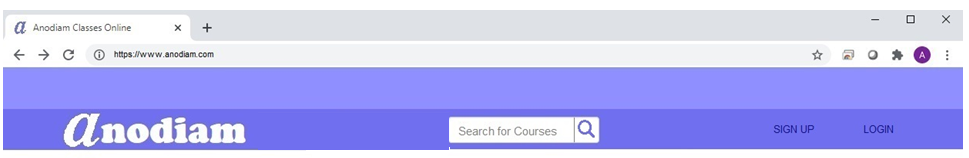 a Anodiam Classes Online
https://www.anodiam.com
A
Anodiam
Search for Courses
SIGN UP
LOGIN